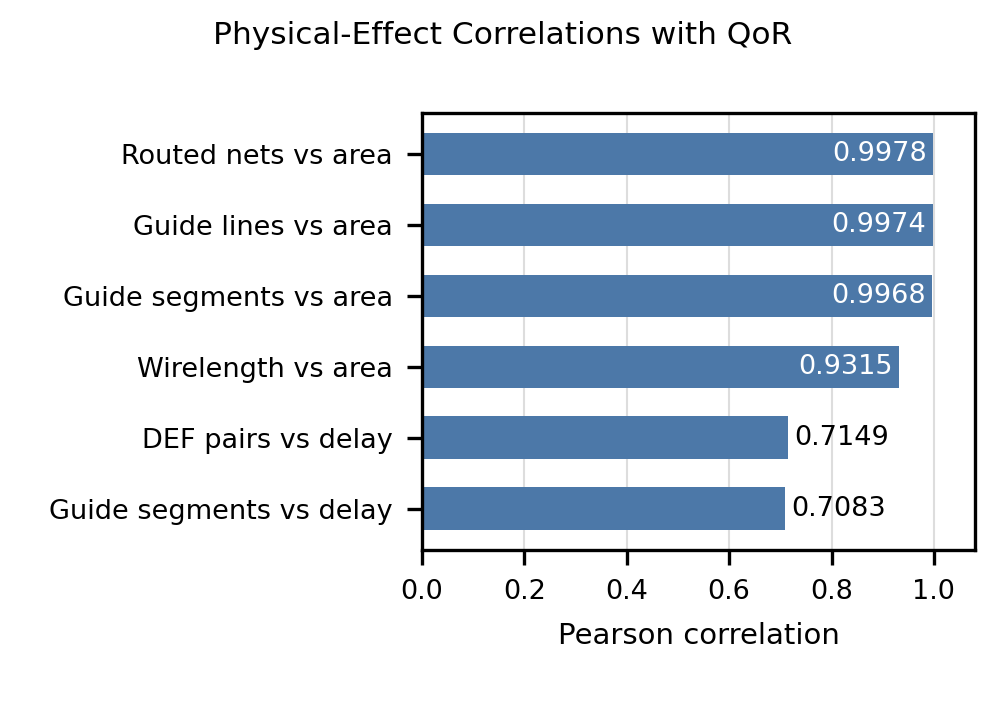 Physical-Effect Correlations with QoR
Routed nets vs area 0.9978
Guide lines vs area 0.9974
Guide segments vs area 0.9968
Wirelength vs area 0.9315
DEF pairs vs delay 0.7149
Guide segments vs delay 0.7083
0.0 0.2 0.4 0.6 0.8 1.0
Pearson correlation